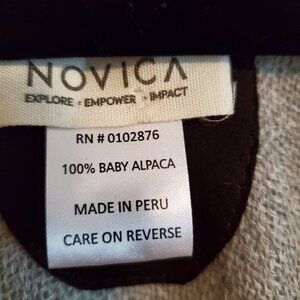 NOVICA
EXPLORE • EMPOWER • IMPACT
RN # 0102876
100% BABY ALPACA
MADE IN PERU
CARE ON REVERSE